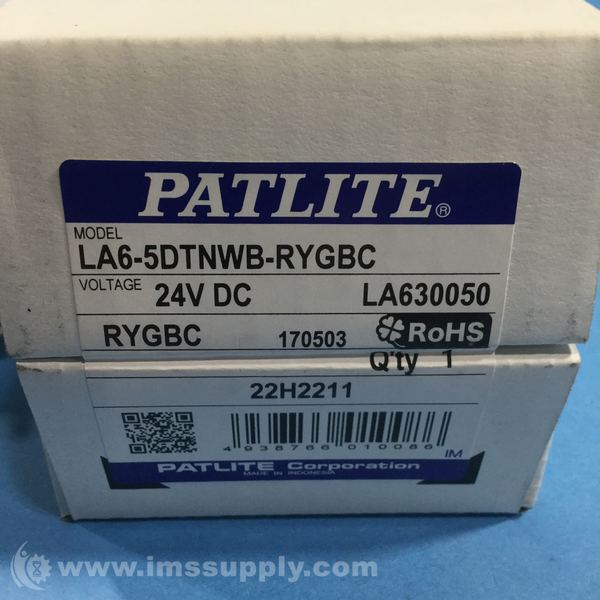 PATLITE®
MODEL
LA6-5DTNWB-RYGBC
VOLTAGE 24V DC LA630050
RYGBC 170503 RoHS
Q'ty 1
22H2211
4 938766 010086
IM
PATLITE Corporation
MADE IN INDONESIA
© www.imssupply.com